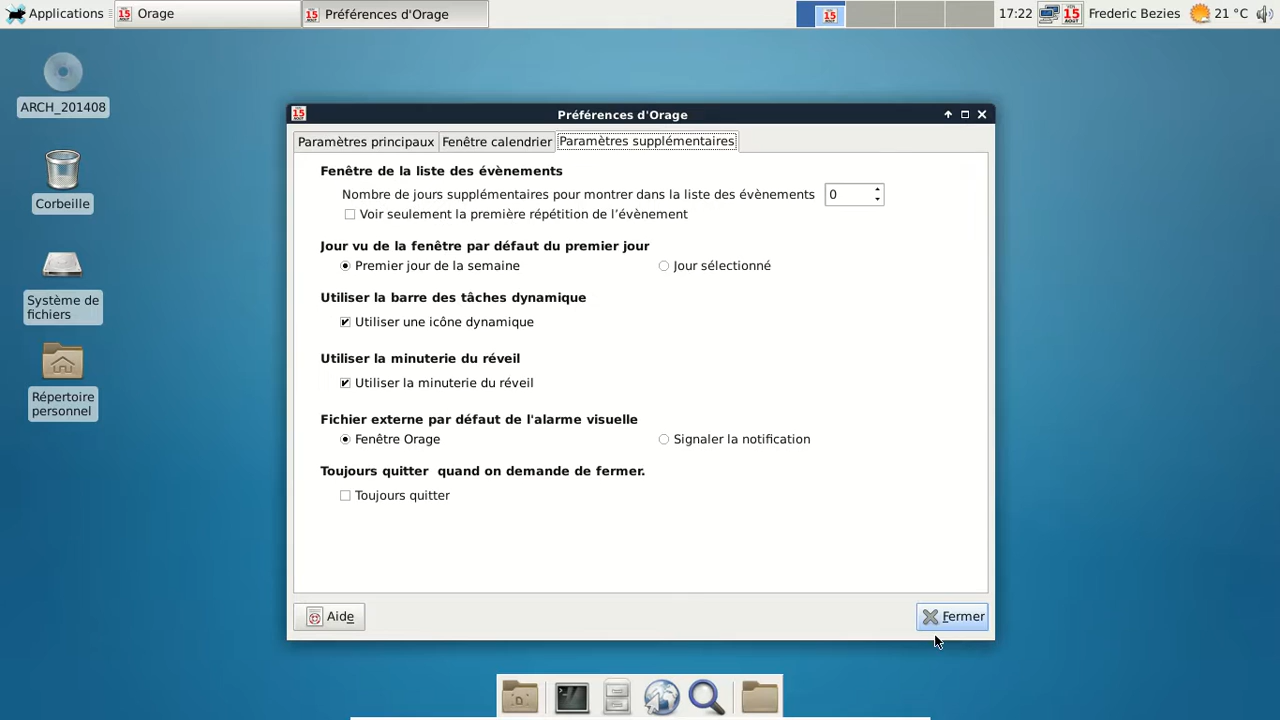 Applications
Orage
Préférences d'Orage
17:22
Frederic Bezies
21 °C
ARCH_201408
Corbeille
Système de
fichiers
Répertoire
personnel
Préférences d'Orage
Paramètres principaux
Fenêtre calendrier
Paramètres supplémentaires
Fenêtre de la liste des évènements
Nombre de jours supplémentaires pour montrer dans la liste des évènements 0
Voir seulement la première répétition de l’évènement
Jour vu de la fenêtre par défaut du premier jour
Premier jour de la semaine
Jour sélectionné
Utiliser la barre des tâches dynamique
Utiliser une icône dynamique
Utiliser la minuterie du réveil
Utiliser la minuterie du réveil
Fichier externe par défaut de l'alarme visuelle
Fenêtre Orage
Signaler la notification
Toujours quitter  quand on demande de fermer.
Toujours quitter
Aide
Fermer